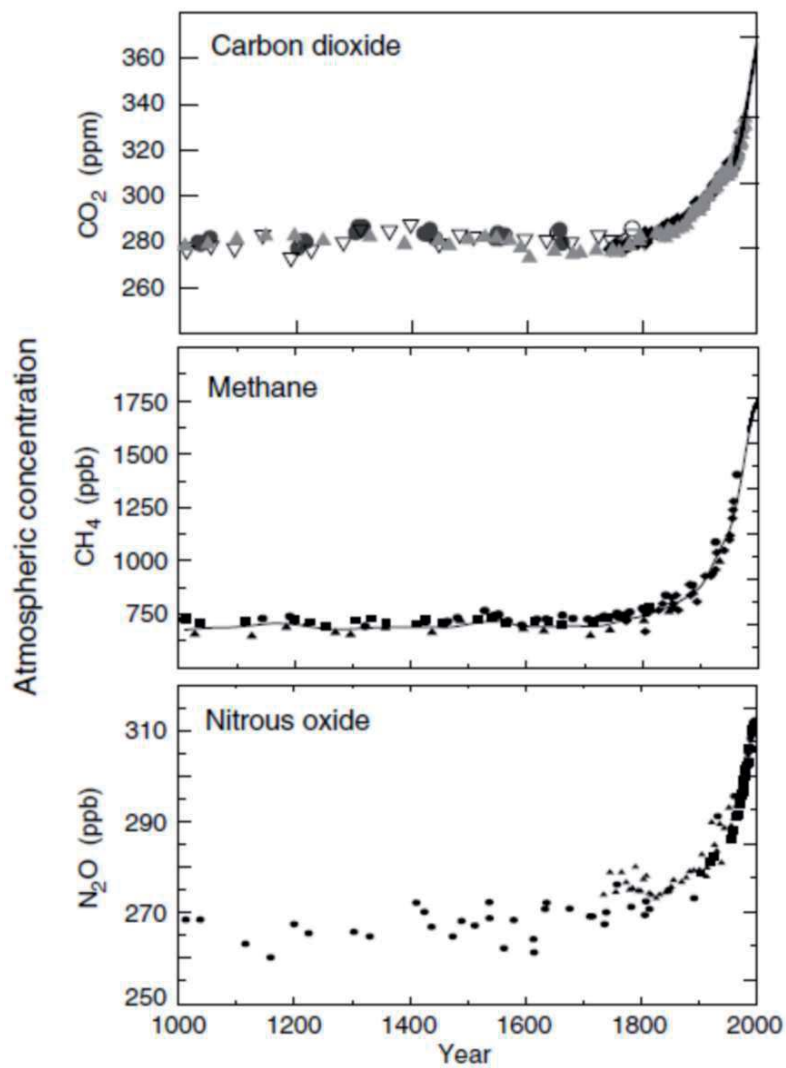 Carbon dioxide
360
340
320
300
280
260
CO₂ (ppm)
Atmospheric concentration
Methane
1750
1500
1250
1000
750
CH₄ (ppb)
Nitrous oxide
310
290
270
250
N₂O (ppb)
1000 1200 1400 1600 1800 2000
Year